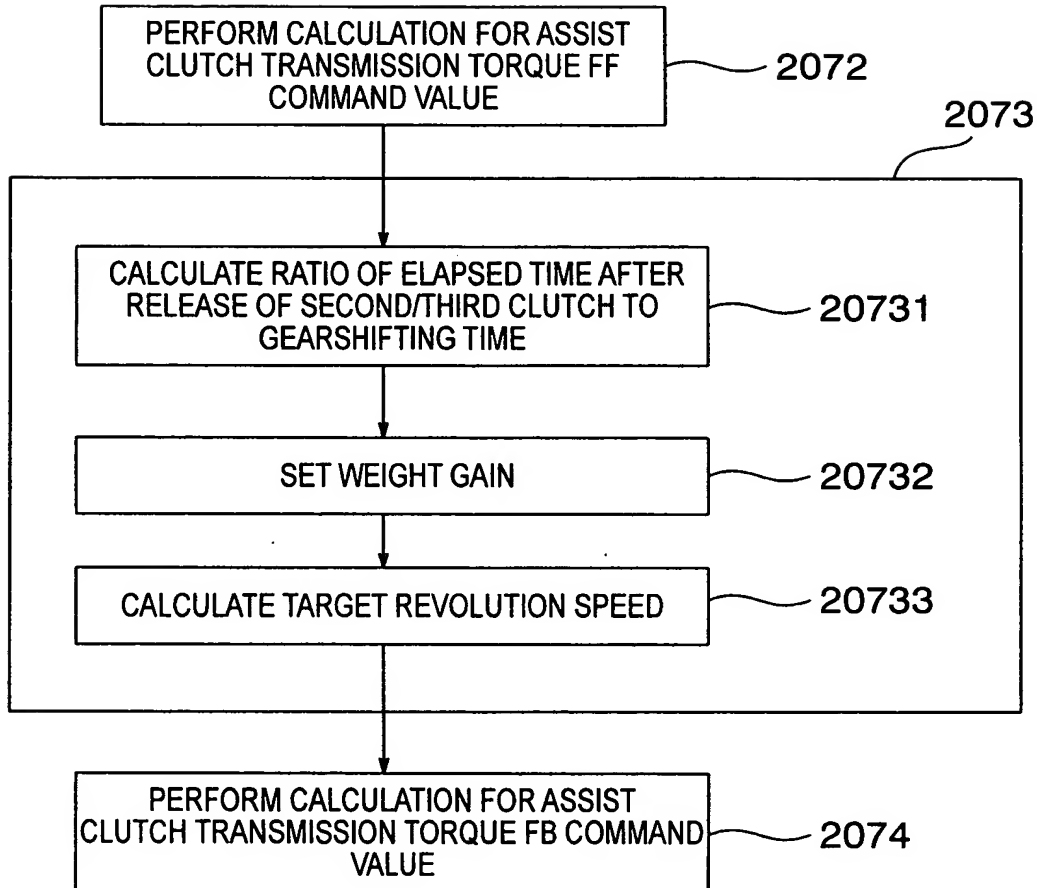 PERFORM CALCULATION FOR ASSIST
CLUTCH TRANSMISSION TORQUE FF
COMMAND VALUE
2072
2073
CALCULATE RATIO OF ELAPSED TIME AFTER
RELEASE OF SECOND/THIRD CLUTCH TO
GEARSHIFTING TIME
20731
SET WEIGHT GAIN
20732
CALCULATE TARGET REVOLUTION SPEED
20733
PERFORM CALCULATION FOR ASSIST
CLUTCH TRANSMISSION TORQUE FB COMMAND
VALUE
2074